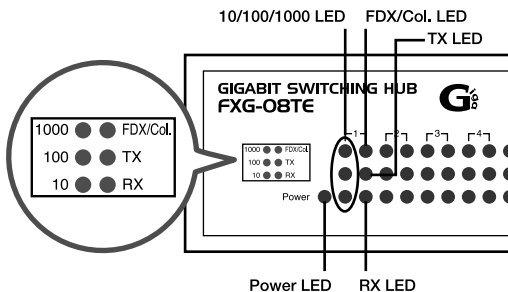 10/100/1000 LED FDX/Col. LED
TX LED
GIGABIT SWITCHING HUB
FXG-08TE
Giga
1 2 3 4
1000 FDX/Col.
100 TX
10 RX
1000 FDX/Col.
100 TX
10 RX
Power
Power LED RX LED